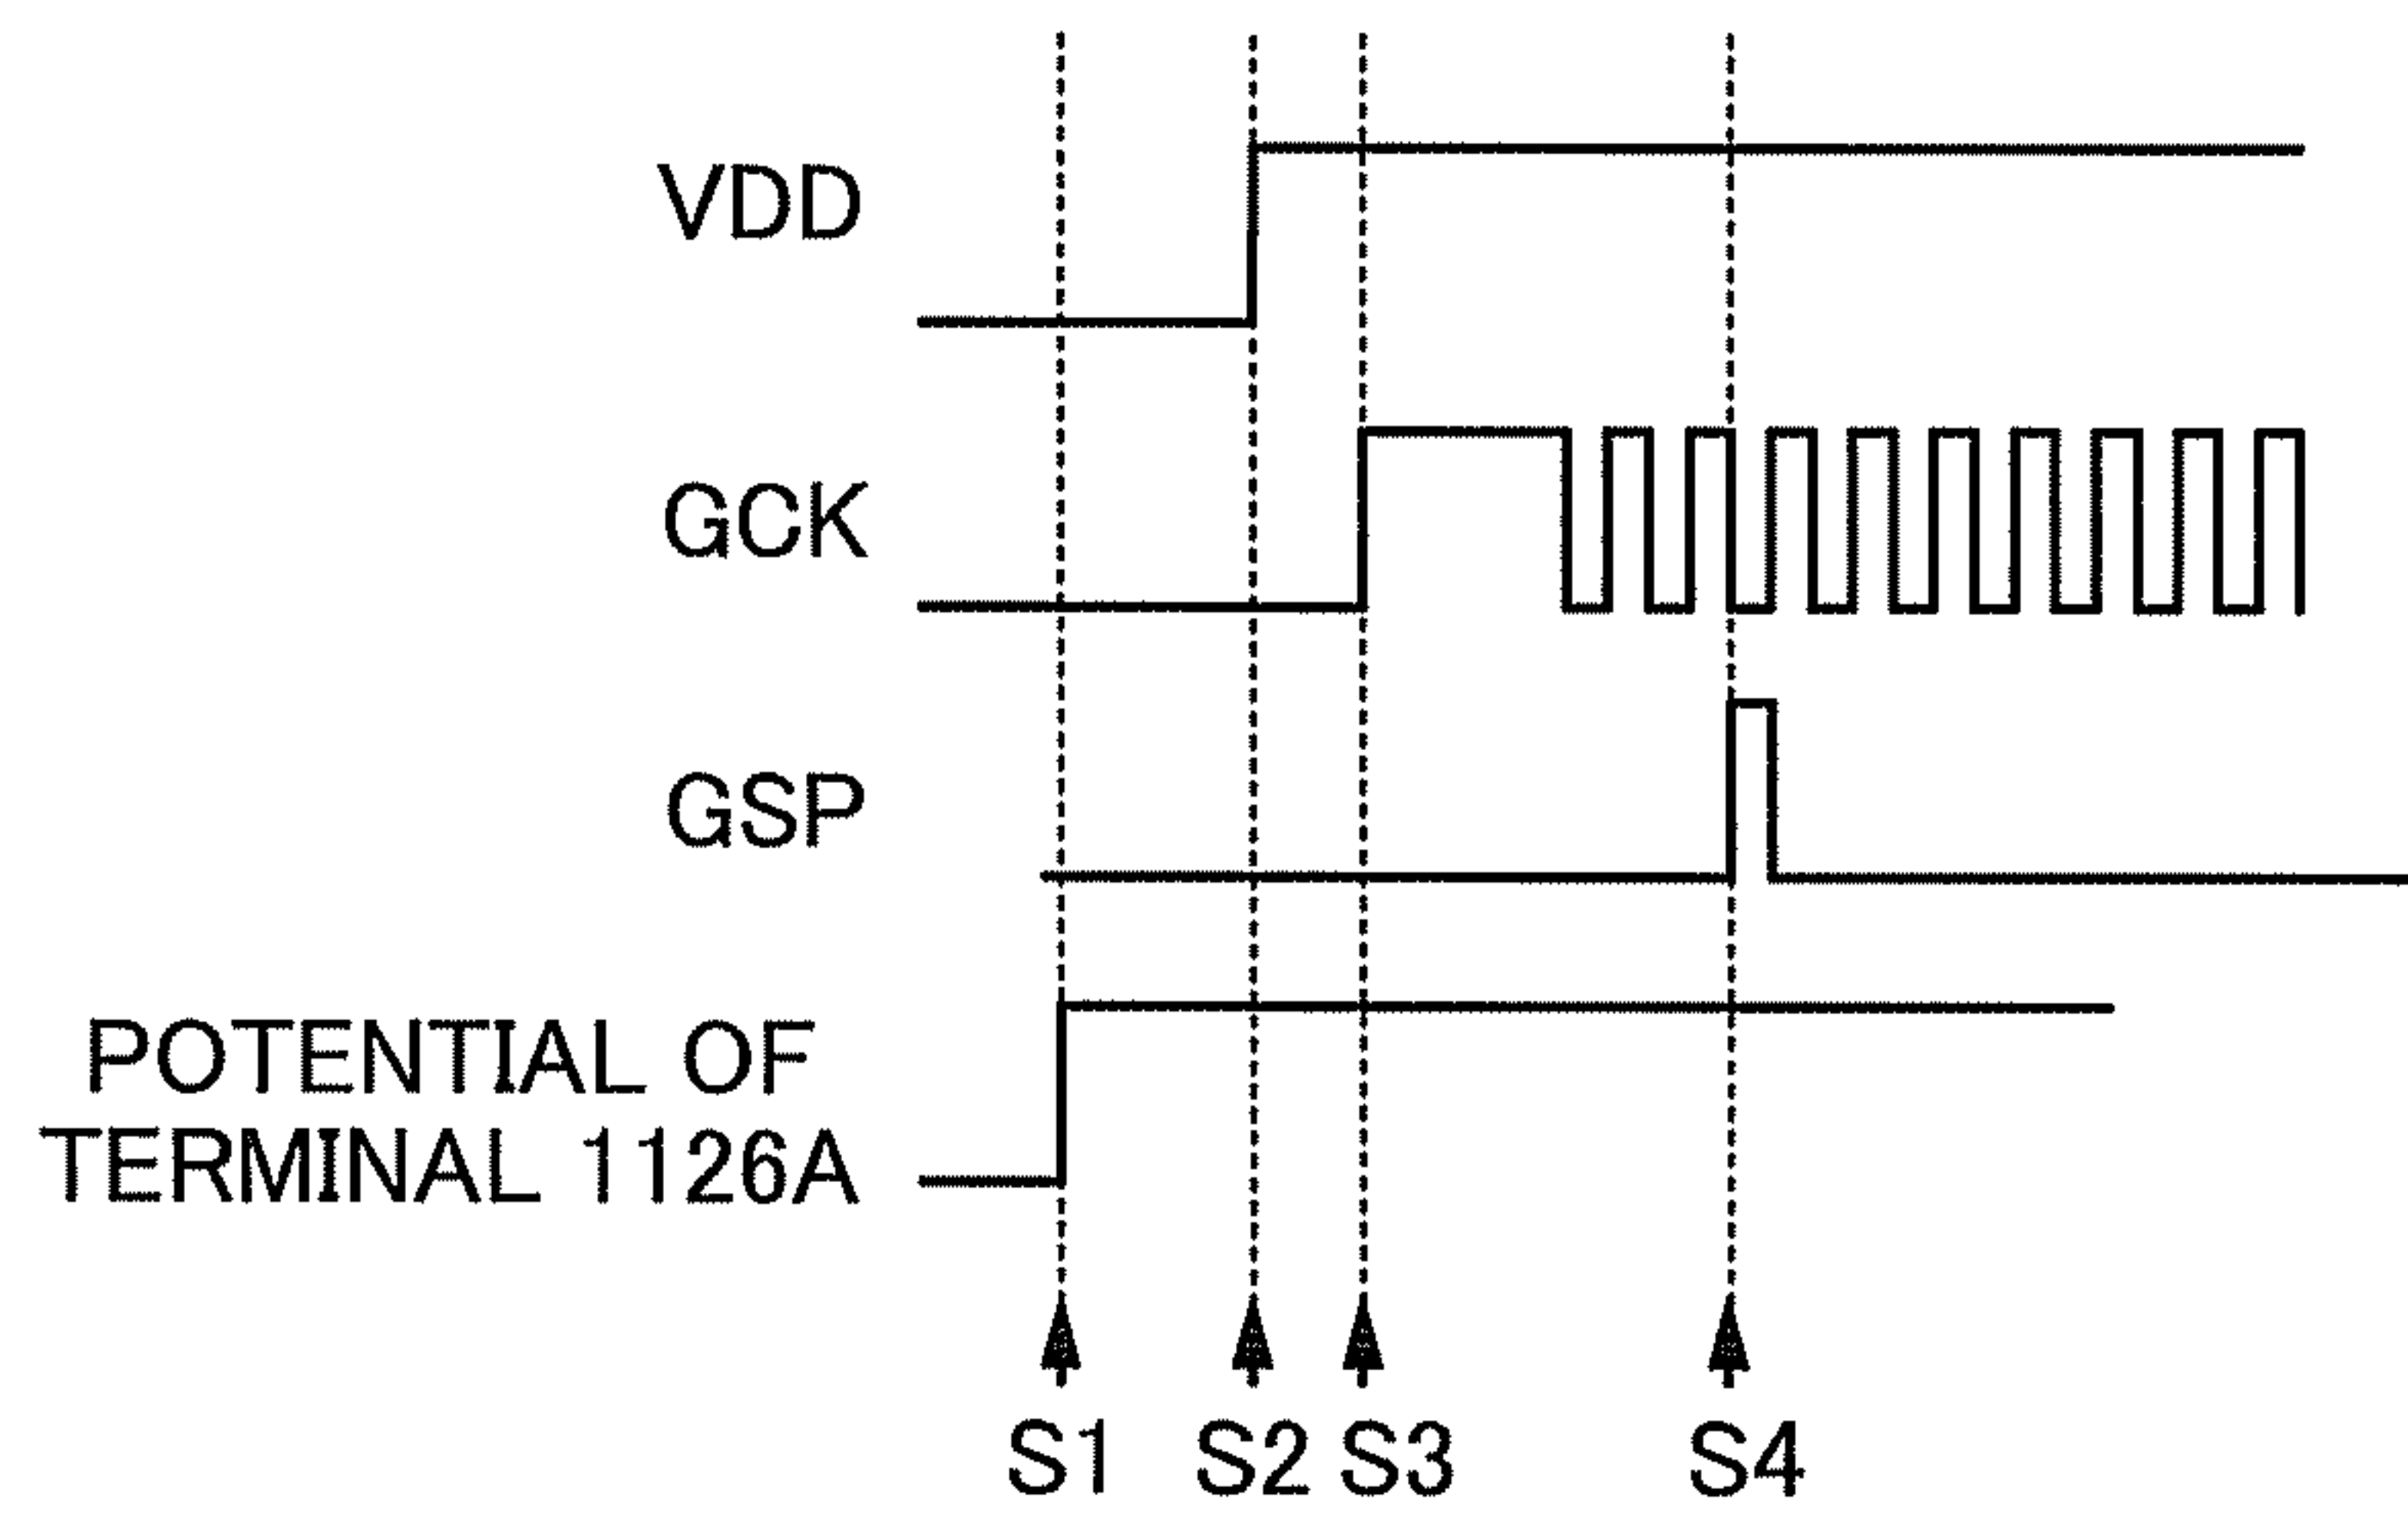 VDD
GCK
GSP
POTENTIAL OF
TERMINAL 1126A
S1 S2 S3 S4